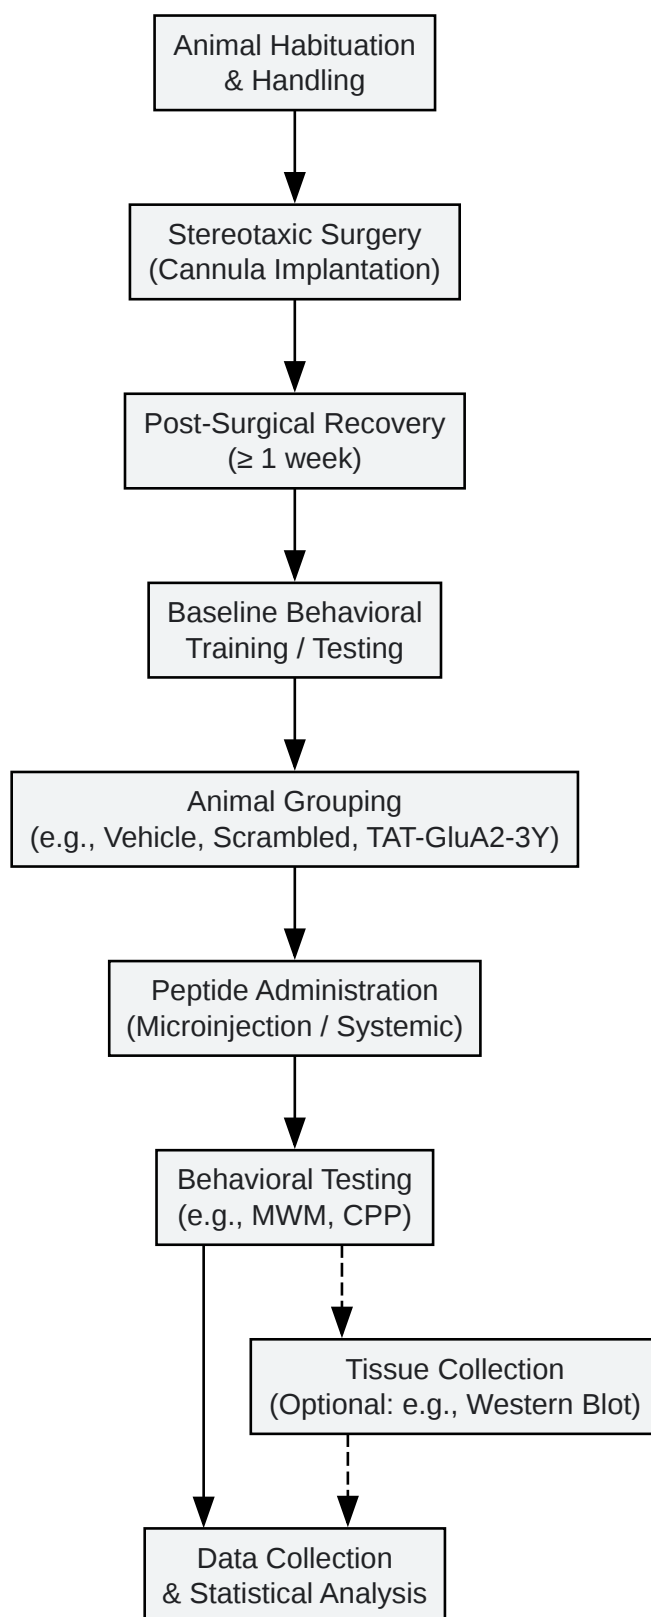 Animal Habituation
& Handling
Stereotaxic Surgery
(Cannula Implantation)
Post-Surgical Recovery
(≥ 1 week)
Baseline Behavioral
Training / Testing
Animal Grouping
(e.g., Vehicle, Scrambled, TAT-GluA2-3Y)
Peptide Administration
(Microinjection / Systemic)
Behavioral Testing
(e.g., MWM, CPP)
Tissue Collection
(Optional: e.g., Western Blot)
Data Collection
& Statistical Analysis